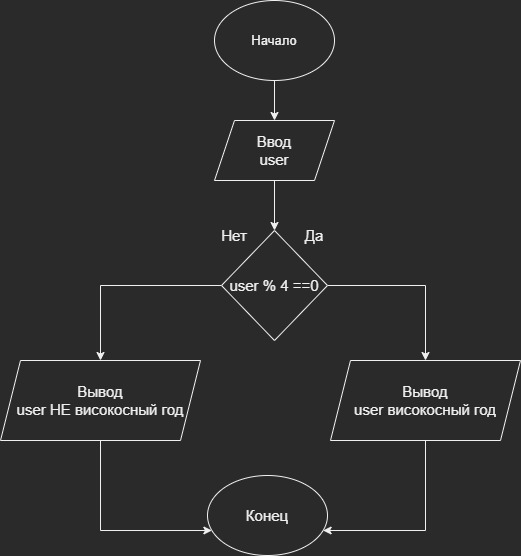 Начало
Ввод
user
Нет
Да
user % 4 ==0
Вывод
user НЕ високосный год
Вывод
user високосный год
Конец